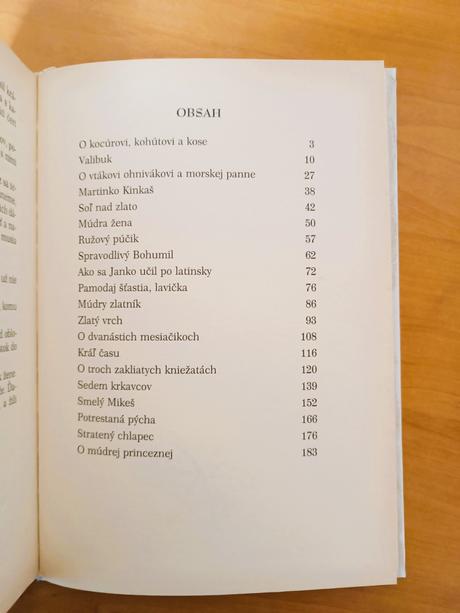 OBSAH
O kocúrovi, kohútovi a kose 3
Valibuk 10
O vtákovi ohnivákovi a morskej panne 27
Martinko Kinkaš 38
Soľ nad zlato 42
Múdra žena 50
Ružový púčik 57
Spravodlivý Bohumil 62
Ako sa Janko učil po latinsky 72
Pamodaj šťastia, lavička 76
Múdry zlatník 86
Zlatý vrch 93
O dvanástich mesiačikoch 108
Kráľ času 116
O troch zakliatych kniežatách 120
Sedem krkavcov 139
Smelý Mikeš 152
Potrestaná pýcha 166
Stratený chlapec 176
O múdrej princeznej 183